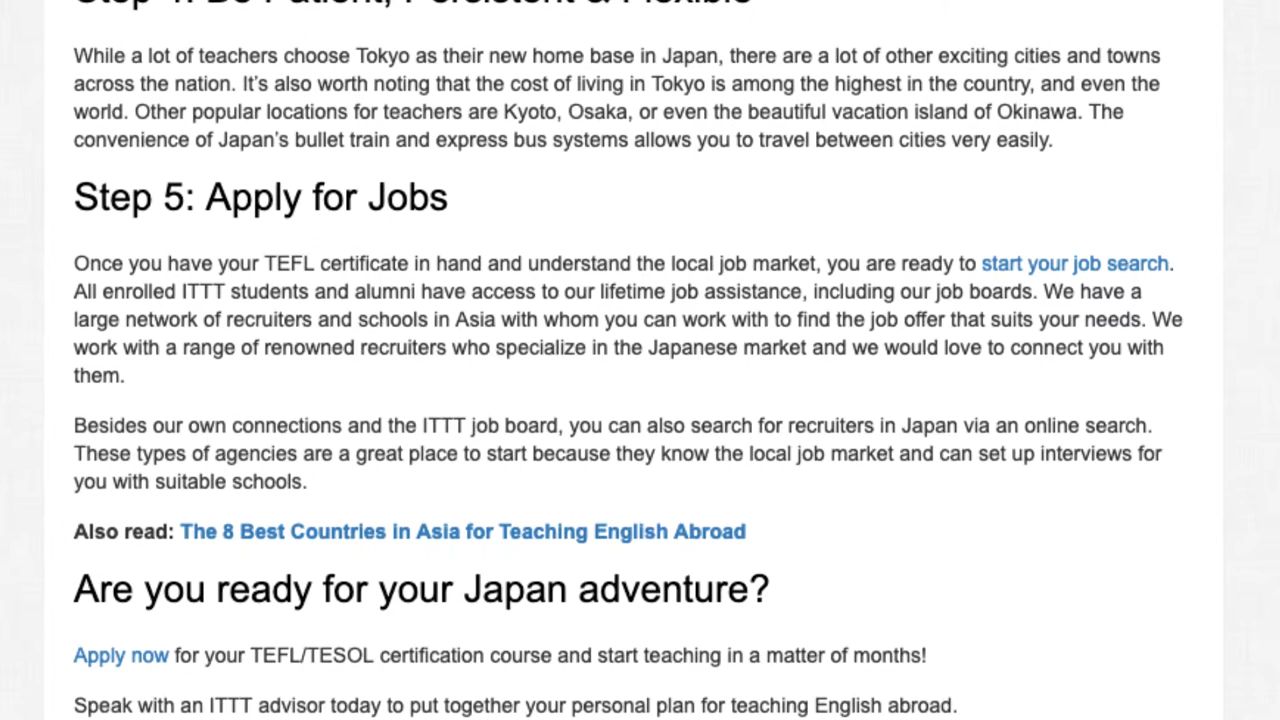 Step 4: Be Patient, Persistent & Flexible
While a lot of teachers choose Tokyo as their new home base in Japan, there are a lot of other exciting cities and towns
across the nation. It's also worth noting that the cost of living in Tokyo is among the highest in the country, and even the
world. Other popular locations for teachers are Kyoto, Osaka, or even the beautiful vacation island of Okinawa. The
convenience of Japan's bullet train and express bus systems allows you to travel between cities very easily.
Step 5: Apply for Jobs
Once you have your TEFL certificate in hand and understand the local job market, you are ready to start your job search.
All enrolled ITTT students and alumni have access to our lifetime job assistance, including our job boards. We have a
large network of recruiters and schools in Asia with whom you can work with to find the job offer that suits your needs. We
work with a range of renowned recruiters who specialize in the Japanese market and we would love to connect you with
them.
Besides our own connections and the ITTT job board, you can also search for recruiters in Japan via an online search.
These types of agencies are a great place to start because they know the local job market and can set up interviews for
you with suitable schools.
Also read: The 8 Best Countries in Asia for Teaching English Abroad
Are you ready for your Japan adventure?
Apply now for your TEFL/TESOL certification course and start teaching in a matter of months!
Speak with an ITTT advisor today to put together your personal plan for teaching English abroad.